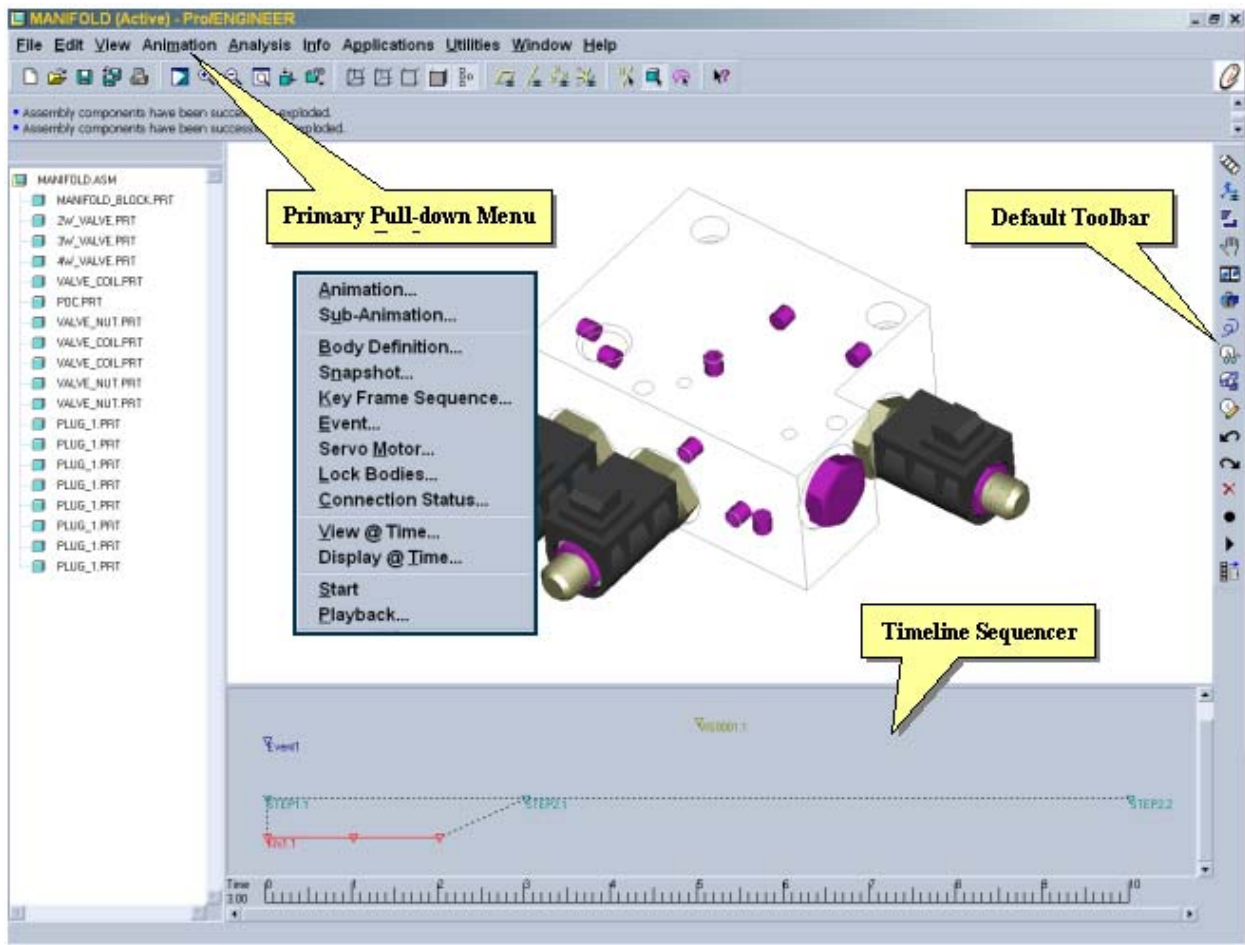 MANIFOLD (Active) - Pro/ENGINEER
File Edit View Animation Analysis Info Applications Utilities Window Help
• Assembly components have been exploded.
• Assembly components have been
MANIFOLD.ASM
MANIFOLD_BLOCK.PRT
2W_VALVE.PRT
3W_VALVE.PRT
4W_VALVE.PRT
VALVE_COIL.PRT
POC.PRT
VALVE_NUT.PRT
VALVE_COIL.PRT
VALVE_COIL.PRT
VALVE_NUT.PRT
VALVE_NUT.PRT
PLUG_1.PRT
PLUG_1.PRT
PLUG_1.PRT
PLUG_1.PRT
PLUG_1.PRT
PLUG_1.PRT
PLUG_1.PRT
PLUG_1.PRT
Primary Pull-down Menu
Default Toolbar
Animation...
Sub-Animation...
Body Definition...
Snapshot...
Key Frame Sequence...
Event...
Servo Motor...
Lock Bodies...
Connection Status...
View @ Time...
Display @ Time...
Start
Playback...
Timeline Sequencer
Event1
STEP1.1
STEP2.1
STEP2.2
Time
3.00
0 1 2 3 4 5 6 7 8 9 10